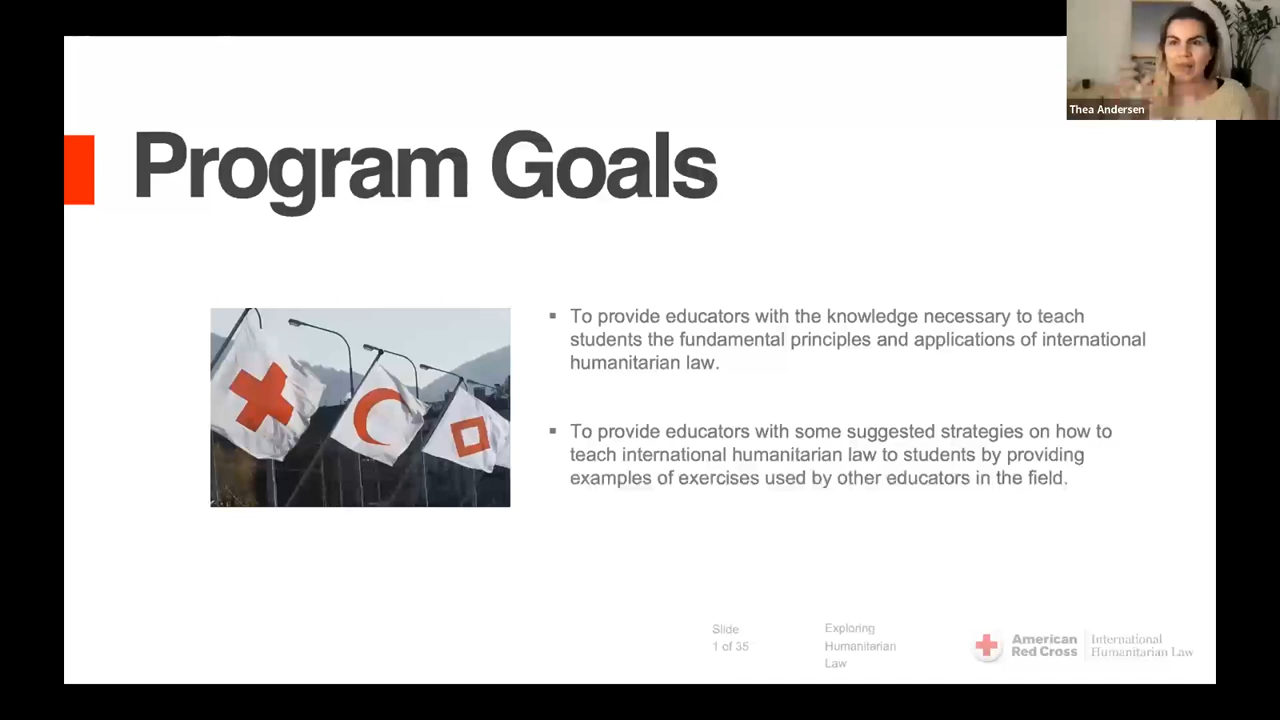 Thea Andersen
Program Goals
▪ To provide educators with the knowledge necessary to teach
students the fundamental principles and applications of international
humanitarian law.
▪ To provide educators with some suggested strategies on how to
teach international humanitarian law to students by providing
examples of exercises used by other educators in the field.
Slide
1 of 35
Exploring
Humanitarian
Law
American
Red Cross
International
Humanitarian Law